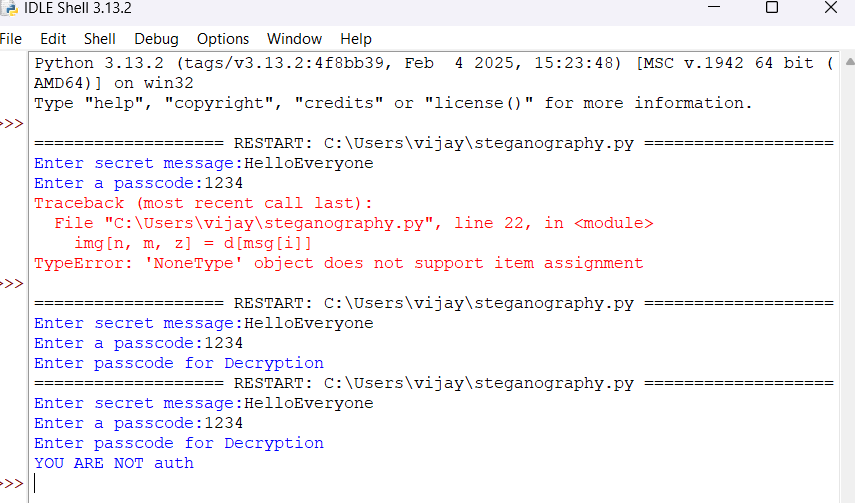 IDLE Shell 3.13.2
File Edit Shell Debug Options Window Help
Python 3.13.2 (tags/v3.13.2:4f8bb39, Feb  4 2025, 15:23:48) [MSC v.1942 64 bit (
AMD64)] on win32
Type "help", "copyright", "credits" or "license()" for more information.
>>>
=================== RESTART: C:\Users\vijay\steganography.py ===================
Enter secret message:HelloEveryone
Enter a passcode:1234
Traceback (most recent call last):
  File "C:\Users\vijay\steganography.py", line 22, in <module>
    img[n, m, z] = d[msg[i]]
TypeError: 'NoneType' object does not support item assignment
>>>
=================== RESTART: C:\Users\vijay\steganography.py ===================
Enter secret message:HelloEveryone
Enter a passcode:1234
Enter passcode for Decryption
=================== RESTART: C:\Users\vijay\steganography.py ===================
Enter secret message:HelloEveryone
Enter a passcode:1234
Enter passcode for Decryption
YOU ARE NOT auth
>>>